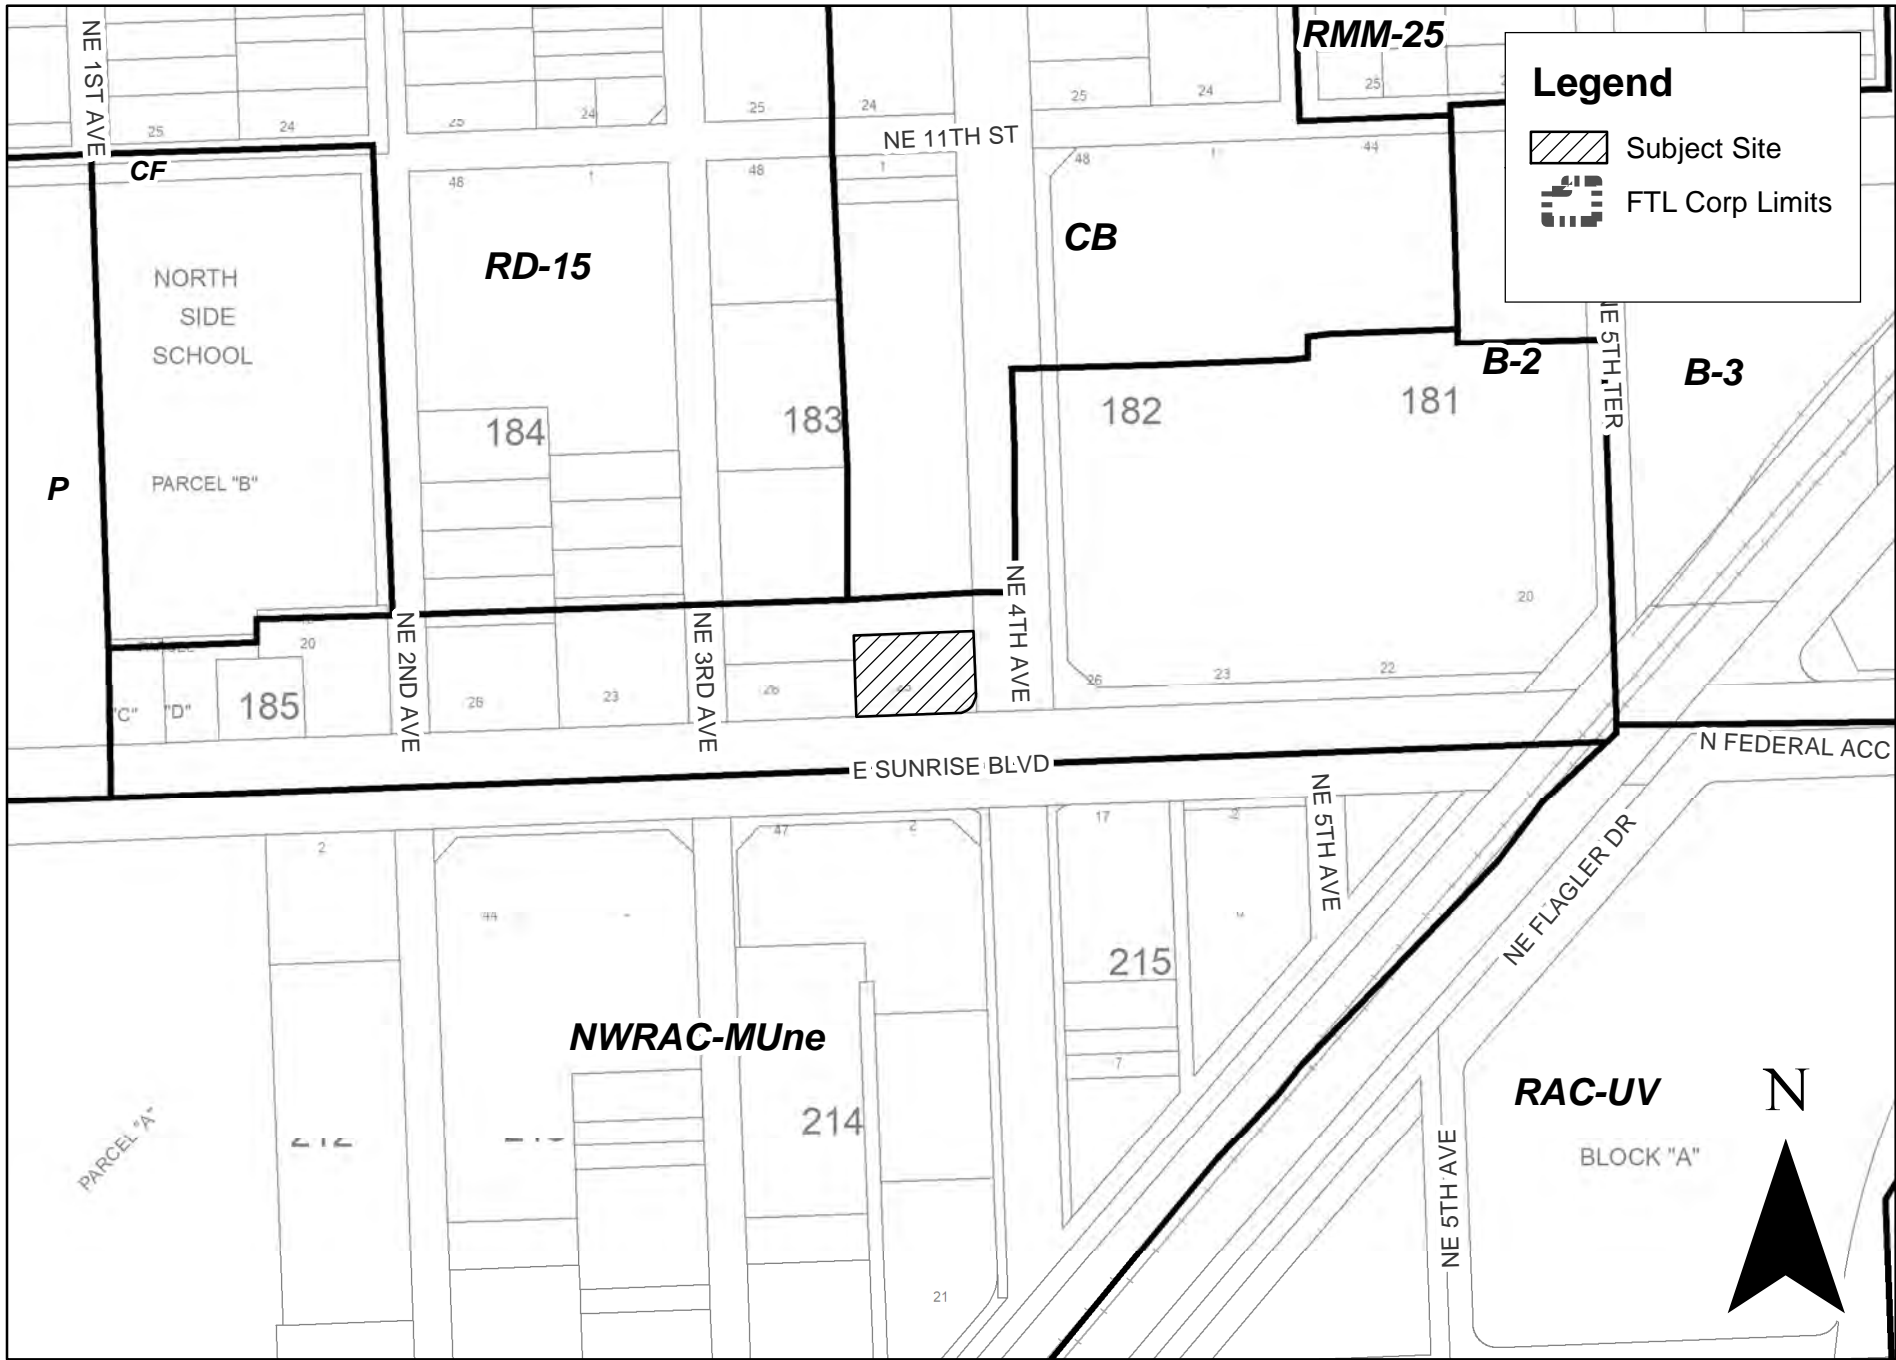 NE 1ST AVE
RMM-25
Legend
Subject Site
FTL Corp Limits
25
24
24
25
24
25
24
25
NE 11TH ST
CF
48
1
48
1
48
44
NORTH
SIDE
SCHOOL
RD-15
CB
NE 5TH TER
B-2
B-3
184
183
182
181
P
PARCEL "B"
NE 2ND AVE
NE 3RD AVE
NE 4TH AVE
20
20
"C"
"D"
185
26
23
26
26
23
22
E SUNRISE BLVD
N FEDERAL ACC
NE 5TH AVE
NE FLAGLER DR
2
47
2
17
2
44
215
7
NWRAC-MUne
RAC-UV
N
214
BLOCK "A"
PARCEL "A"
NE 5TH AVE
21